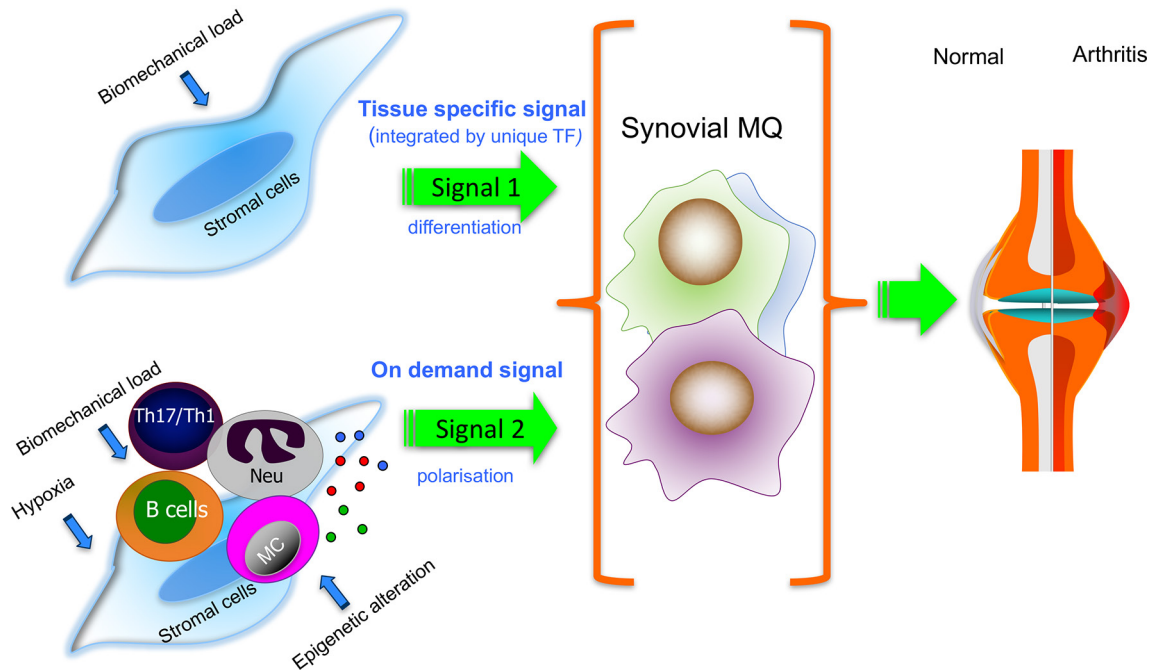 Biomechanical load
Stromal cells
Tissue specific signal
(integrated by unique TF)
Signal 1
differentiation
Synovial MQ
Normal
Arthritis
Biomechanical load
Hypoxia
Th17/Th1
Neu
B cells
MC
Stromal cells
Epigenetic alteration
On demand signal
Signal 2
polarisation